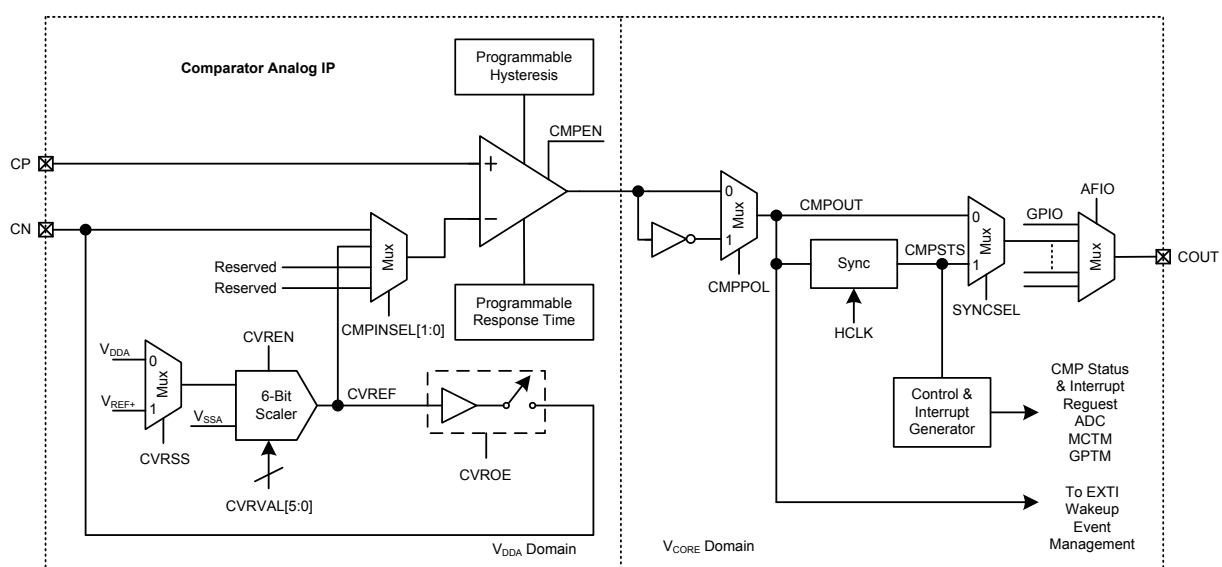 Comparator Analog IP
Programmable
Hysteresis
CMPEN
CP
+
−
CN
Mux
Reserved
Reserved
CMPINSEL[1:0]
Programmable
Response Time
0
1
Mux
CMPPOL
CMPOUT
Sync
HCLK
CMPSTS
0
1
Mux
SYNCSEL
GPIO
AFIO
Mux
COUT
VDDA
VREF+
0
1
Mux
CVRSS
CVREN
6-Bit
Scaler
VSSA
CVRVAL[5:0]
CVREF
CVROE
Control &
Interrupt
Generator
CMP Status
& Interrupt
Reguest
ADC
MCTM
GPTM
To EXTI
Wakeup
Event
Management
VDDA Domain
VCORE Domain